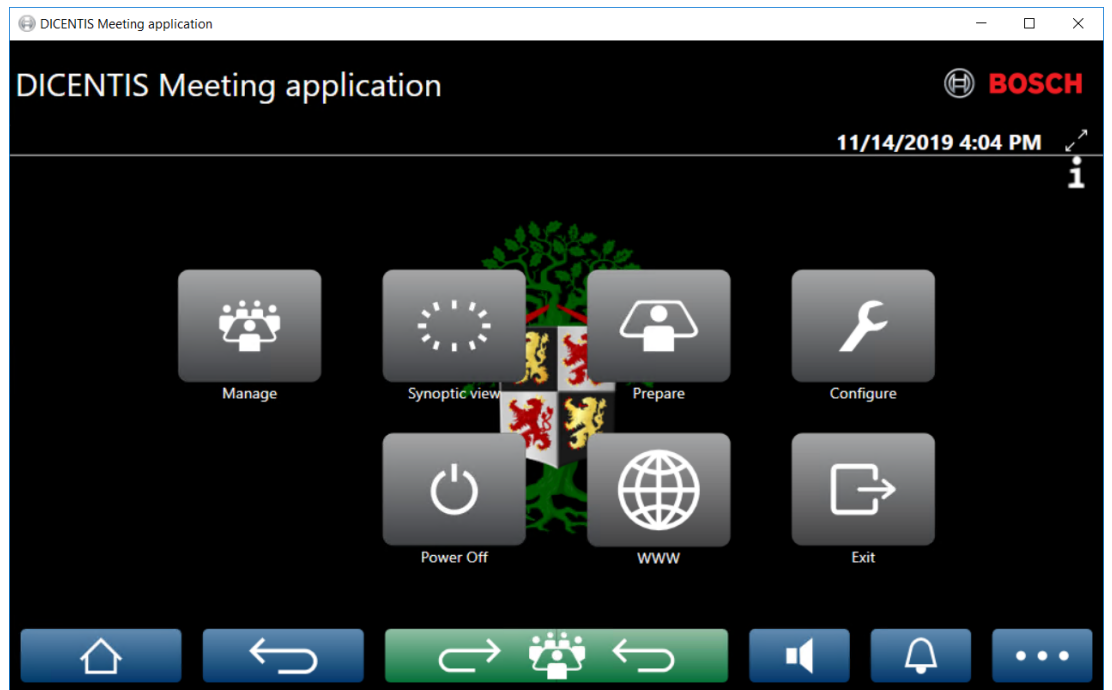 DICENTIS Meeting application
DICENTIS Meeting application
BOSCH
11/14/2019 4:04 PM
Manage
Synoptic view
Prepare
Configure
Power Off
WWW
Exit